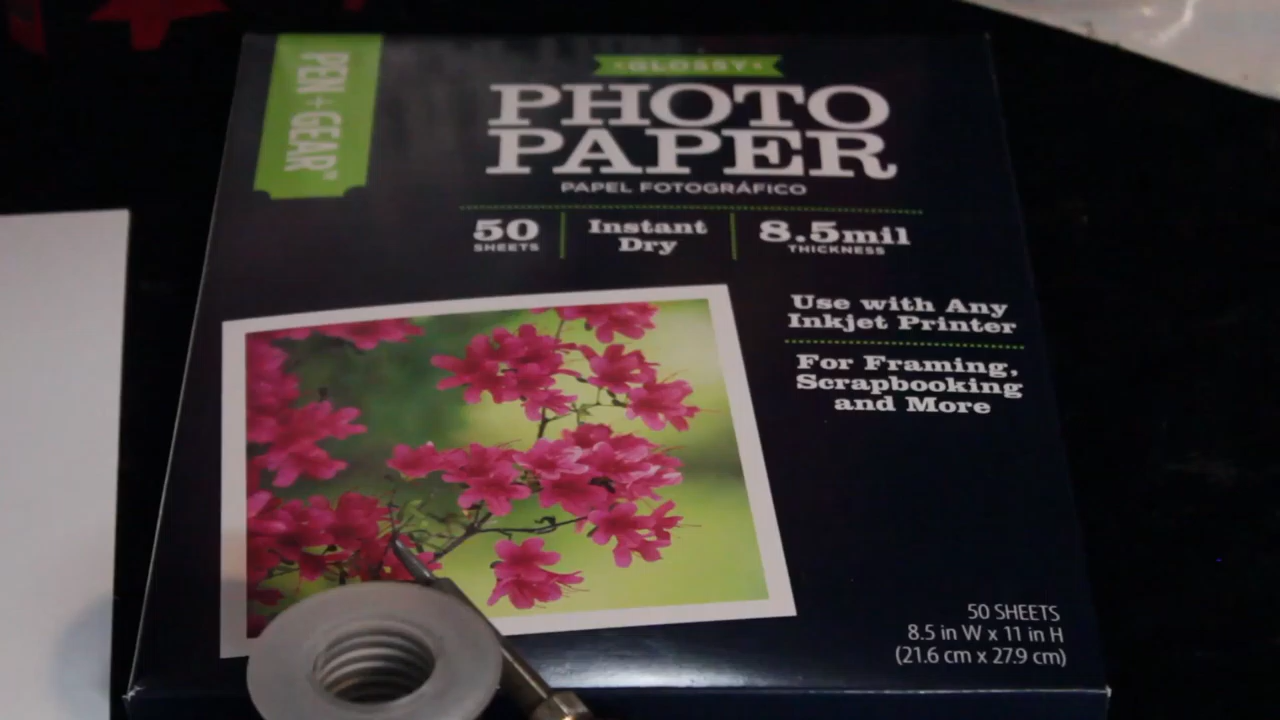 PEN+GEAR™
GLOSSY
PHOTO
PAPER
PAPEL FOTOGRÁFICO
50
SHEETS
Instant
Dry
8.5mil
THICKNESS
Use with Any
Inkjet Printer
For Framing,
Scrapbooking
and More
50 SHEETS
8.5 in W x 11 in H
(21.6 cm x 27.9 cm)